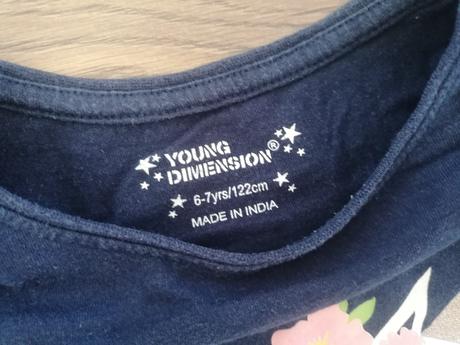 YOUNG
DIMENSION®
6-7yrs/122cm
MADE IN INDIA